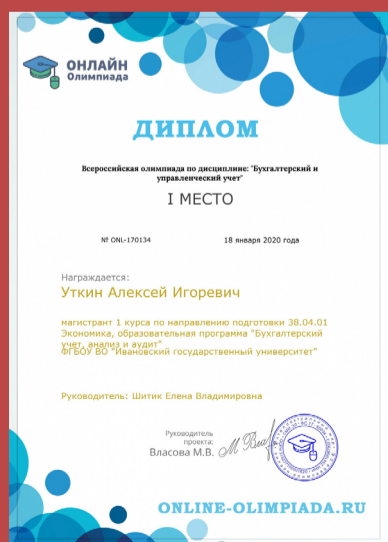 ОНЛАЙН
Олимпиада
ДИПЛОМ
Всероссийская олимпиада по дисциплине: "Бухгалтерский и
управленческий учет"
I МЕСТО
№ ONL-170134 18 января 2020 года
Награждается:
Уткин Алексей Игоревич
магистрант 1 курса по направлению подготовки 38.04.01
Экономика, образовательная программа "Бухгалтерский
учет, анализ и аудит"
ФГБОУ ВО "Ивановский государственный университет"
Руководитель: Шитик Елена Владимировна
Руководитель
проекта:
Власова М.В.
ONLINE-OLIMPIADA.RU